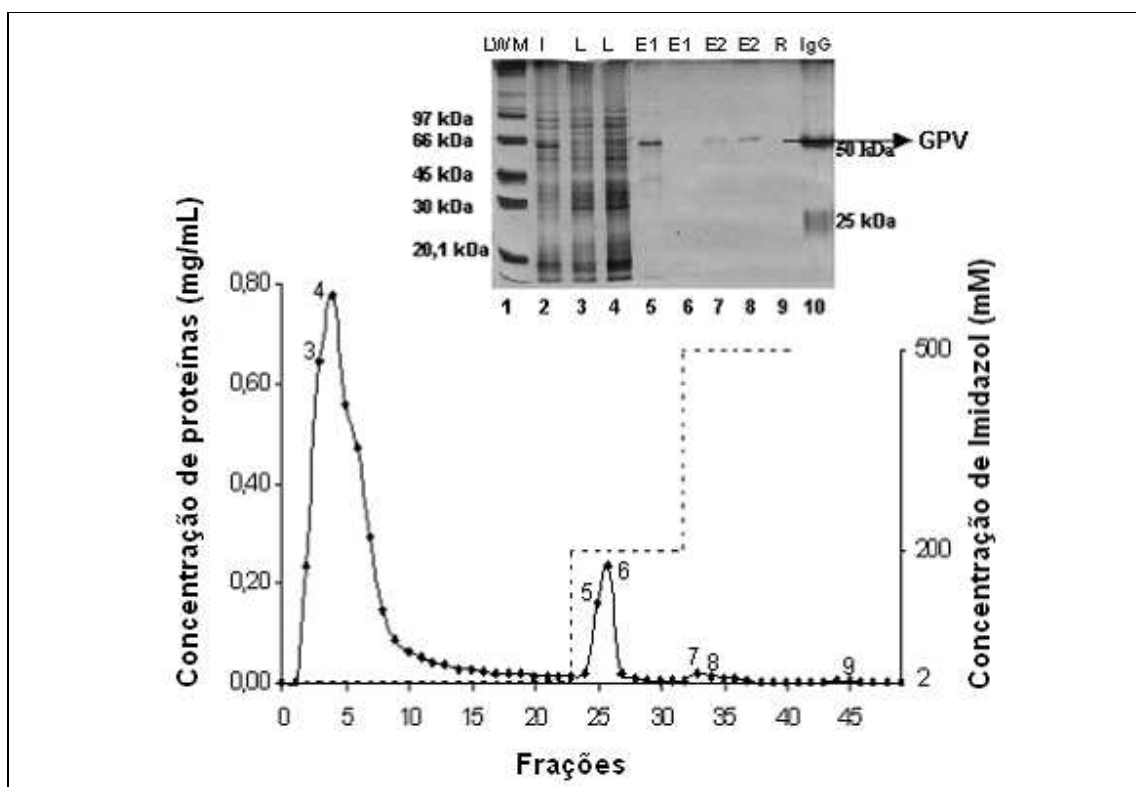 LWM I L L E1 E1 E2 E2 R IgG
97 kDa
66 kDa
45 kDa
30 kDa
20,1 kDa
GPV
50 kDa
25 kDa
1 2 3 4 5 6 7 8 9 10
Concentração de proteínas (mg/mL)
0,80
0,60
0,40
0,20
0,00
3
4
5
6
7
8
9
500
200
2
Concentração de Imidazol (mM)
0 5 10 15 20 25 30 35 40 45
Frações